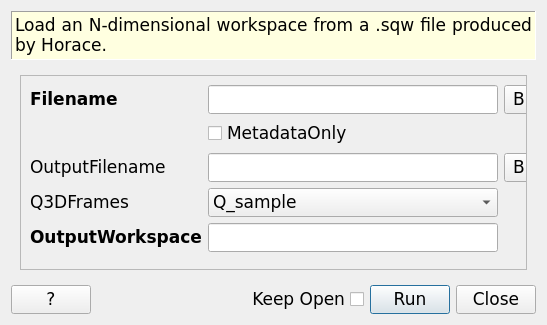 Load an N-dimensional workspace from a .sqw file produced
by Horace.
Filename B
MetadataOnly
OutputFilename B
Q3DFrames Q_sample
OutputWorkspace
? Keep Open Run Close